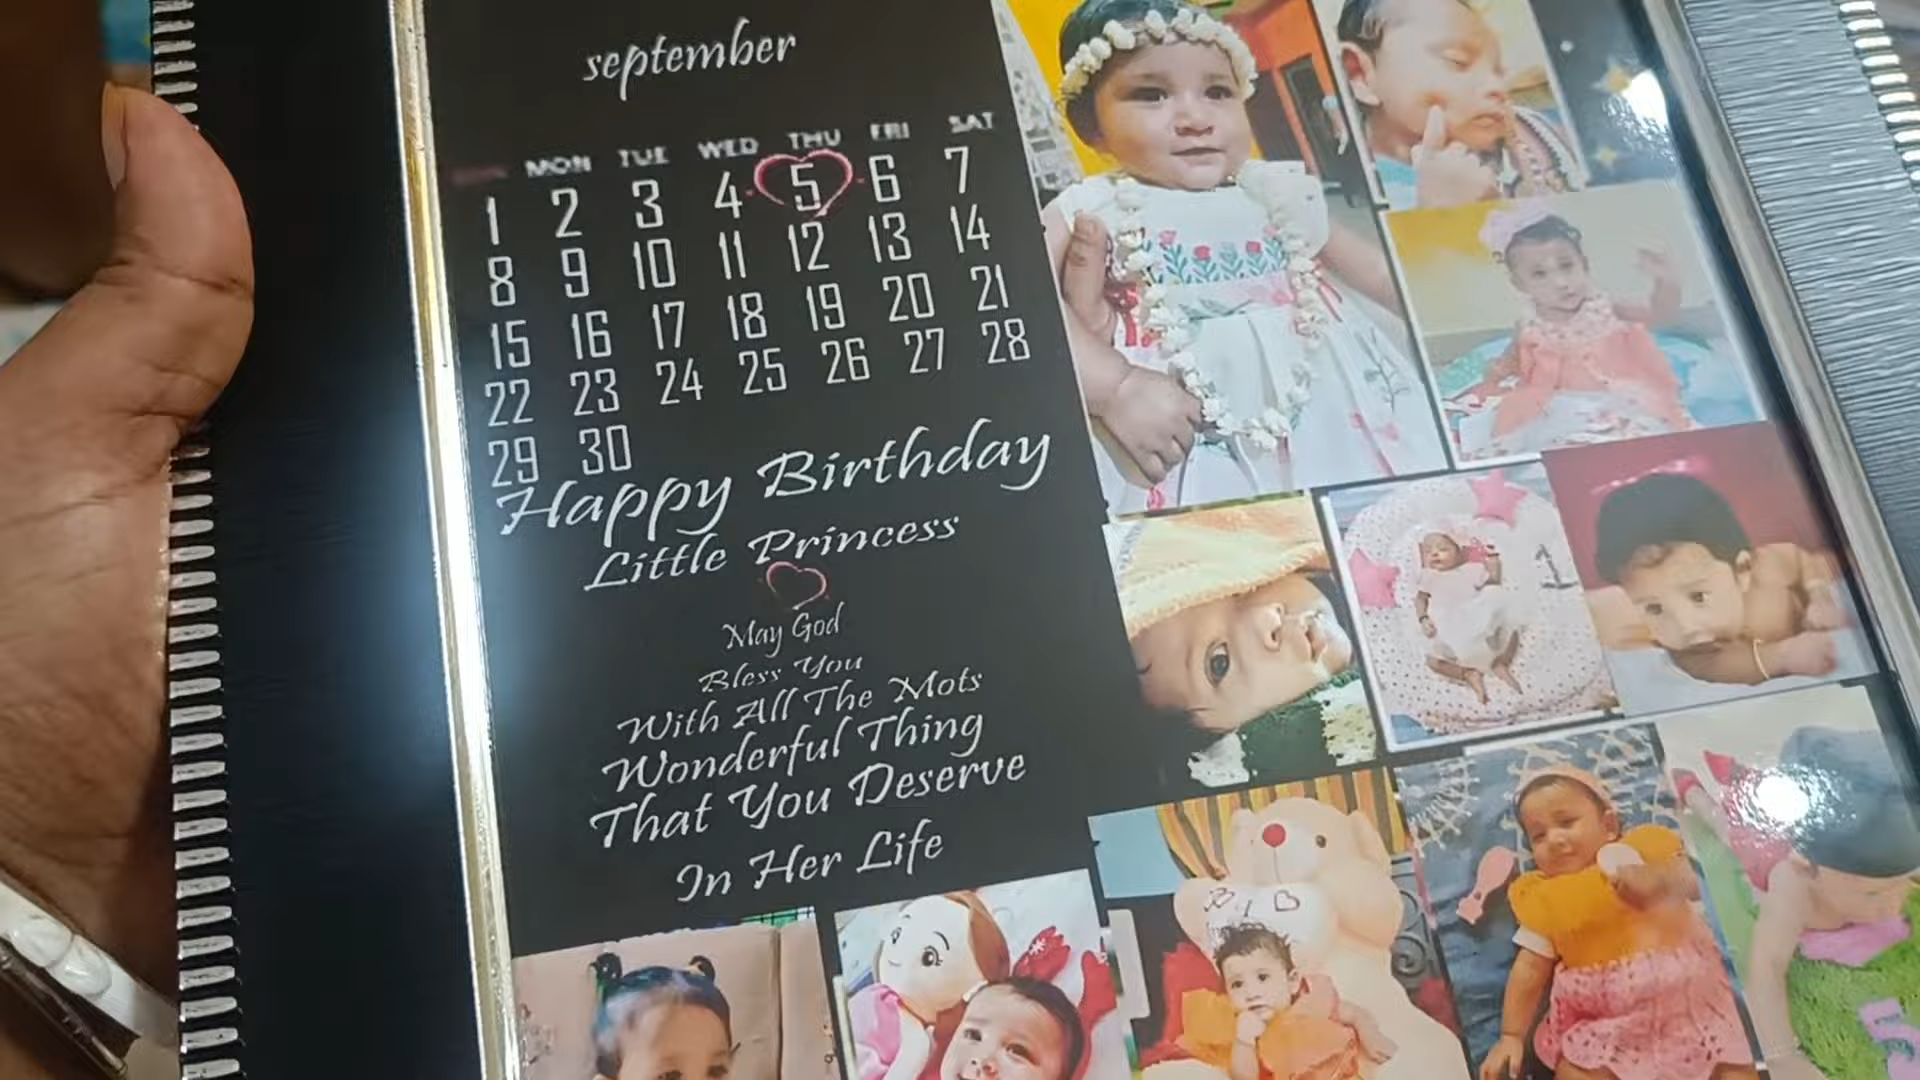 september
MON TUE WED THU FRI SAT
1 2 3 4 5 6 7
8 9 10 11 12 13 14
15 16 17 18 19 20 21
22 23 24 25 26 27 28
29 30
Happy Birthday
Little Princess
May God
Bless You
With All The Mots
Wonderful Thing
That You Deserve
In Her Life
5